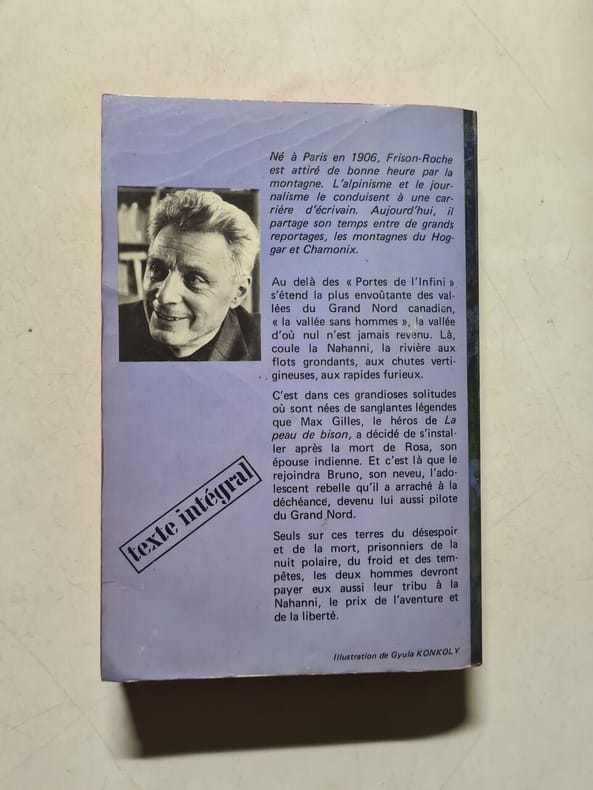 Né à Paris en 1906, Frison-Roche
est attiré de bonne heure par la
montagne. L'alpinisme et le jour-
nalisme le conduisent à une car-
rière d'écrivain. Aujourd'hui, il
partage son temps entre de grands
reportages, les montagnes du Hog-
gar et Chamonix.
Au delà des « Portes de l'Infini »
s'étend la plus envoûtante des val-
lées du Grand Nord canadien,
« la vallée sans hommes », la vallée
d'où nul n'est jamais revenu. Là,
coule la Nahanni, la rivière aux
flots grondants, aux chutes verti-
gineuses, aux rapides furieux.
C'est dans ces grandioses solitudes
où sont nées de sanglantes légendes
que Max Gilles, le héros de La
peau de bison, a décidé de s'instal-
ler après la mort de Rosa, son
épouse indienne. Et c'est là que le
rejoindra Bruno, son neveu, l'ado-
lescent rebelle qu'il a arraché à la
déchéance, devenu lui aussi pilote
du Grand Nord.
texte intégral
Seuls sur ces terres du désespoir
et de la mort, prisonniers de la
nuit polaire, du froid et des tem-
pêtes, les deux hommes devront
payer eux aussi leur tribu à la
Nahanni, le prix de l'aventure et
de la liberté.
Illustration de Gyula KONKOLY